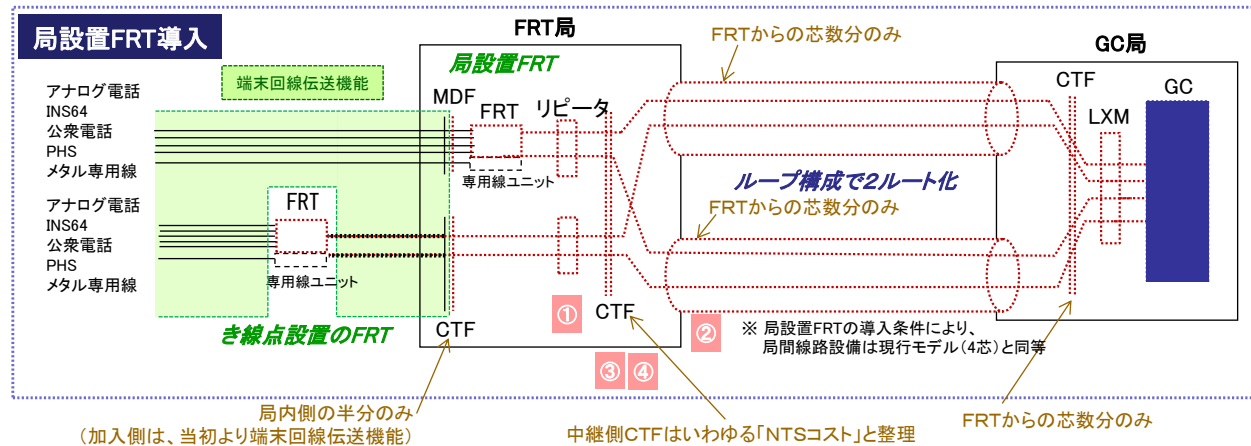 局設置FRT導入
FRT局
FRTからの芯数分のみ
GC局
局設置FRT
端末回線伝送機能
アナログ電話
INS64
公衆電話
PHS
メタル専用線
MDF
FRT
リピータ
CTF
GC
LXM
専用線ユニット
ループ構成で2ルート化
FRTからの芯数分のみ
アナログ電話
INS64
公衆電話
PHS
メタル専用線
FRT
専用線ユニット
き線点設置のFRT
CTF
①
CTF
②
③ ④
※ 局設置FRTの導入条件により、
局間線路設備は現行モデル(4芯)と同等
局内側の半分のみ
(加入側は、当初より端末回線伝送機能)
中継側CTFはいわゆる「NTSコスト」と整理
FRTからの芯数分のみ